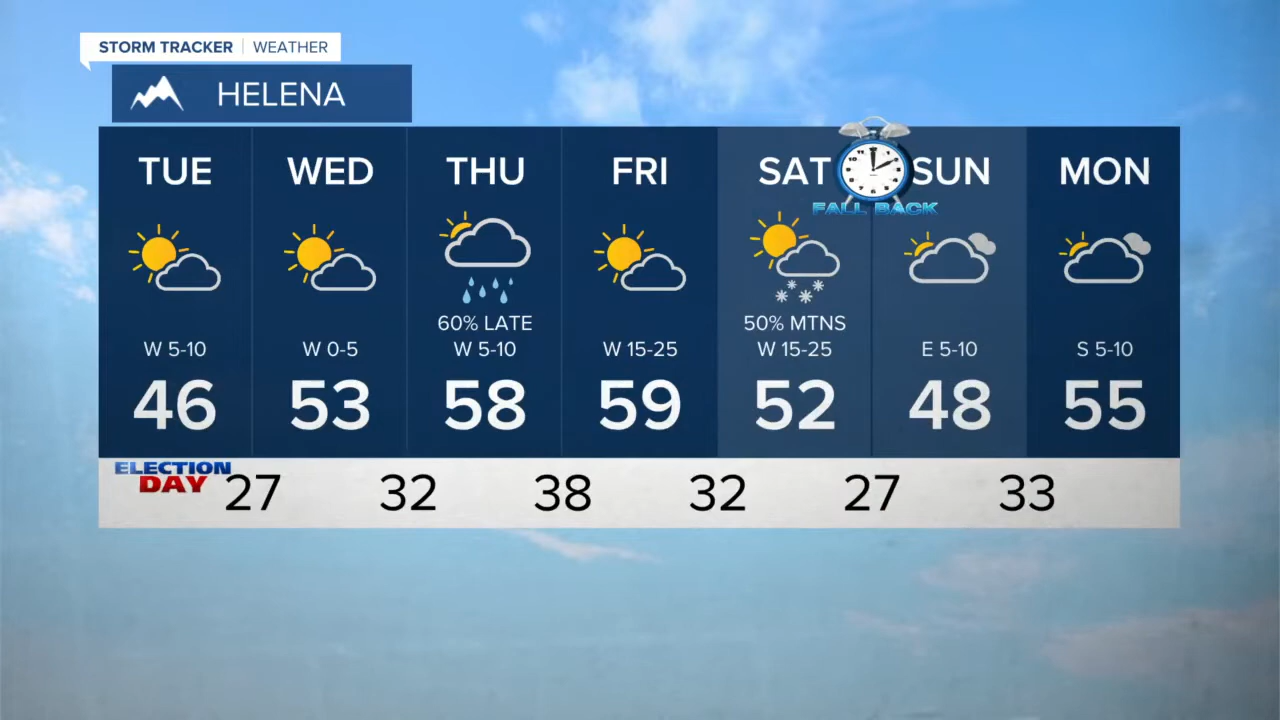 STORM TRACKER | WEATHER
HELENA
TUE WED THU FRI SAT SUN MON
FALL BACK
60% LATE 50% MTNS
W 5-10 W 0-5 W 5-10 W 15-25 W 15-25 E 5-10 S 5-10
46 53 58 59 52 48 55
ELECTION
DAY
27 32 38 32 27 33